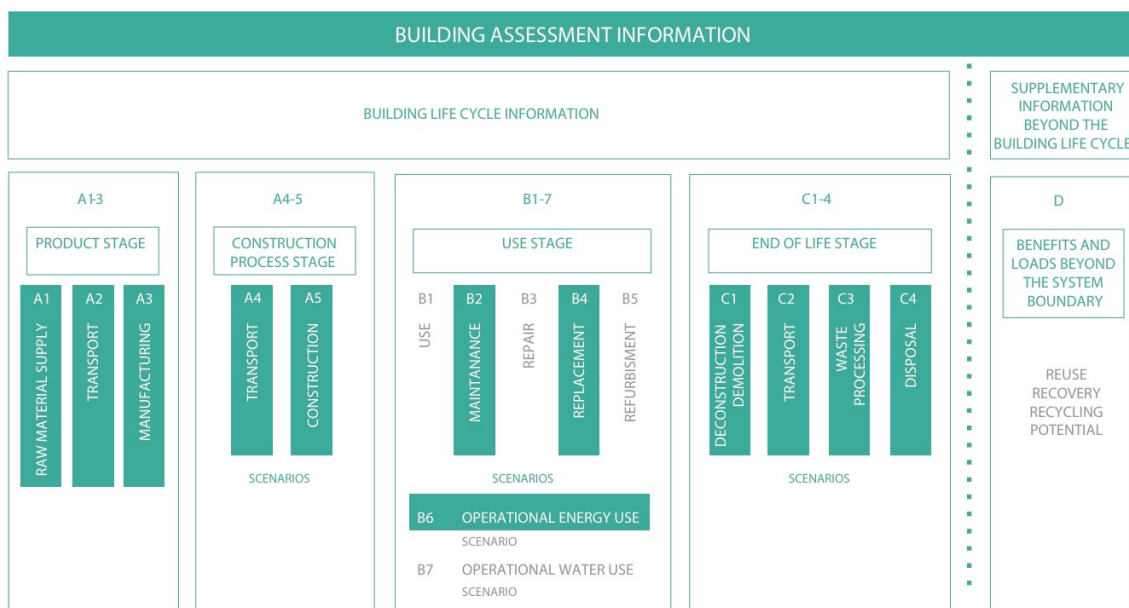 BUILDING ASSESSMENT INFORMATION
BUILDING LIFE CYCLE INFORMATION
SUPPLEMENTARY
INFORMATION
BEYOND THE
BUILDING LIFE CYCLE
A1-3
PRODUCT STAGE
A1
RAW MATERIAL SUPPLY
A2
TRANSPORT
A3
MANUFACTURING
A4-5
CONSTRUCTION
PROCESS STAGE
A4
TRANSPORT
A5
CONSTRUCTION
SCENARIOS
B1-7
USE STAGE
B1
USE
B2
MAINTANANCE
B3
REPAIR
B4
REPLACEMENT
B5
REFURBISMENT
SCENARIOS
B6 OPERATIONAL ENERGY USE
SCENARIO
B7 OPERATIONAL WATER USE
SCENARIO
C1-4
END OF LIFE STAGE
C1
DECONSTRUCTION
DEMOLITION
C2
TRANSPORT
C3
WASTE
PROCESSING
C4
DISPOSAL
SCENARIOS
D
BENEFITS AND
LOADS BEYOND
THE SYSTEM
BOUNDARY
REUSE
RECOVERY
RECYCLING
POTENTIAL